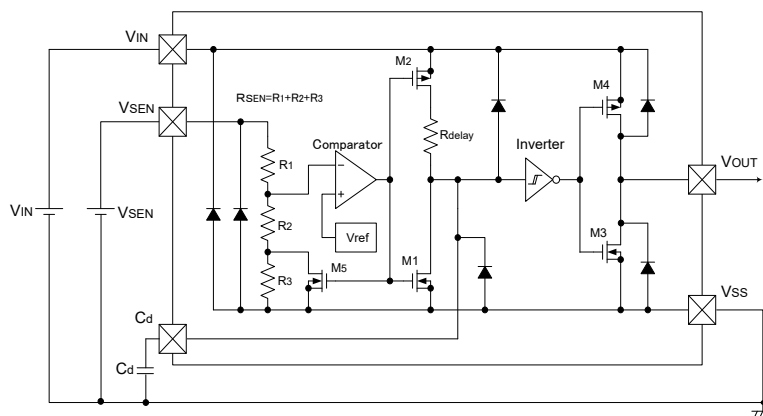 VIN
M2
M4
VSEN
RSEN=R1+R2+R3
Comparator
Rdelay
Inverter
R1
−
+
VOUT
VIN
VSEN
R2
Vref
M3
M5
M1
R3
VSS
Cd
Cd